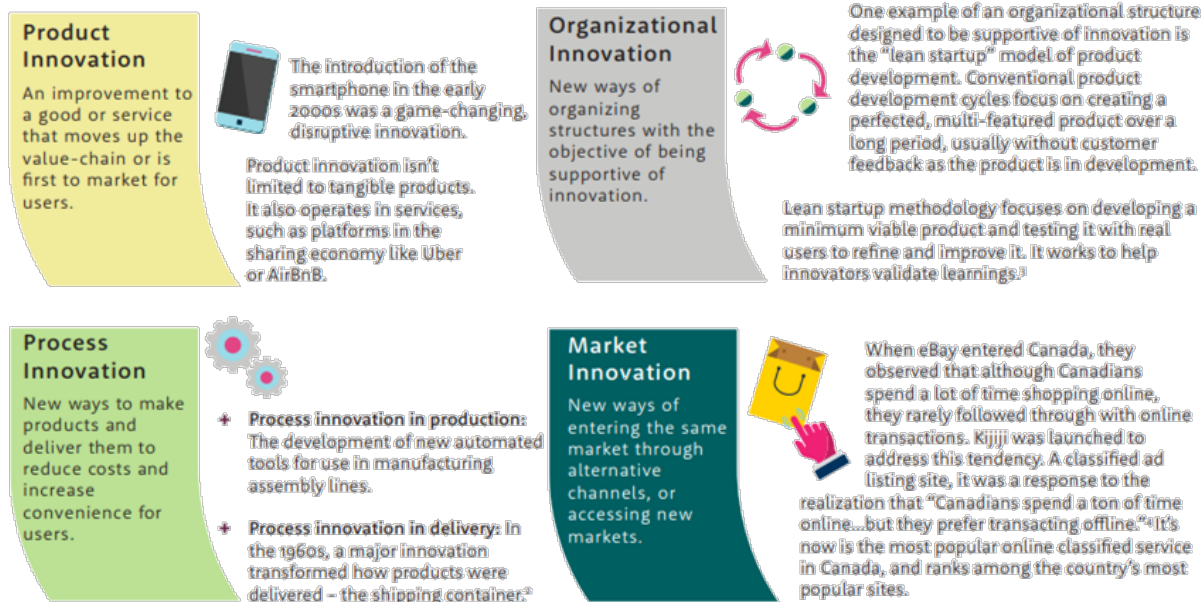 Product
Innovation
An improvement to
a good or service
that moves up the
value-chain or is
first to market for
users.
The introduction of the
smartphone in the early
2000s was a game-changing,
disruptive innovation.
Product innovation isn't
limited to tangible products.
It also operates in services,
such as platforms in the
sharing economy like Uber
or AirBnB.
Organizational
Innovation
New ways of
organizing
structures with the
objective of being
supportive of
innovation.
One example of an organizational structure
designed to be supportive of innovation is
the “lean startup” model of product
development. Conventional product
development cycles focus on creating a
perfected, multi-featured product over a
long period, usually without customer
feedback as the product is in development.
Lean startup methodology focuses on developing a
minimum viable product and testing it with real
users to refine and improve it. It works to help
innovators validate learnings.³
Process
Innovation
New ways to make
products and
deliver them to
reduce costs and
increase
convenience for
users.
+ Process innovation in production:
The development of new automated
tools for use in manufacturing
assembly lines.
+ Process innovation in delivery: In
the 1960s, a major innovation
transformed how products were
delivered – the shipping container.²
Market
Innovation
New ways of
entering the same
market through
alternative
channels, or
accessing new
markets.
When eBay entered Canada, they
observed that although Canadians
spend a lot of time shopping online,
they rarely followed through with online
transactions. Kijiji was launched to
address this tendency. A classified ad
listing site, it was a response to the
realization that “Canadians spend a ton of time
online...but they prefer transacting offline.”⁴ It's
now is the most popular online classified service
in Canada, and ranks among the country's most
popular sites.